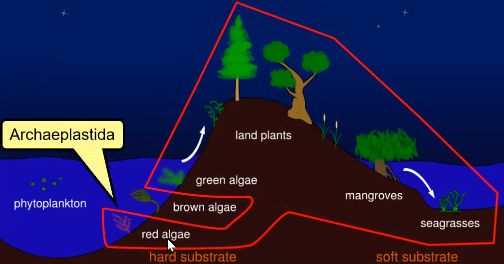 Archaeplastida
land plants
green algae
phytoplankton
brown algae
mangroves
seagrasses
red algae
hard substrate
soft substrate